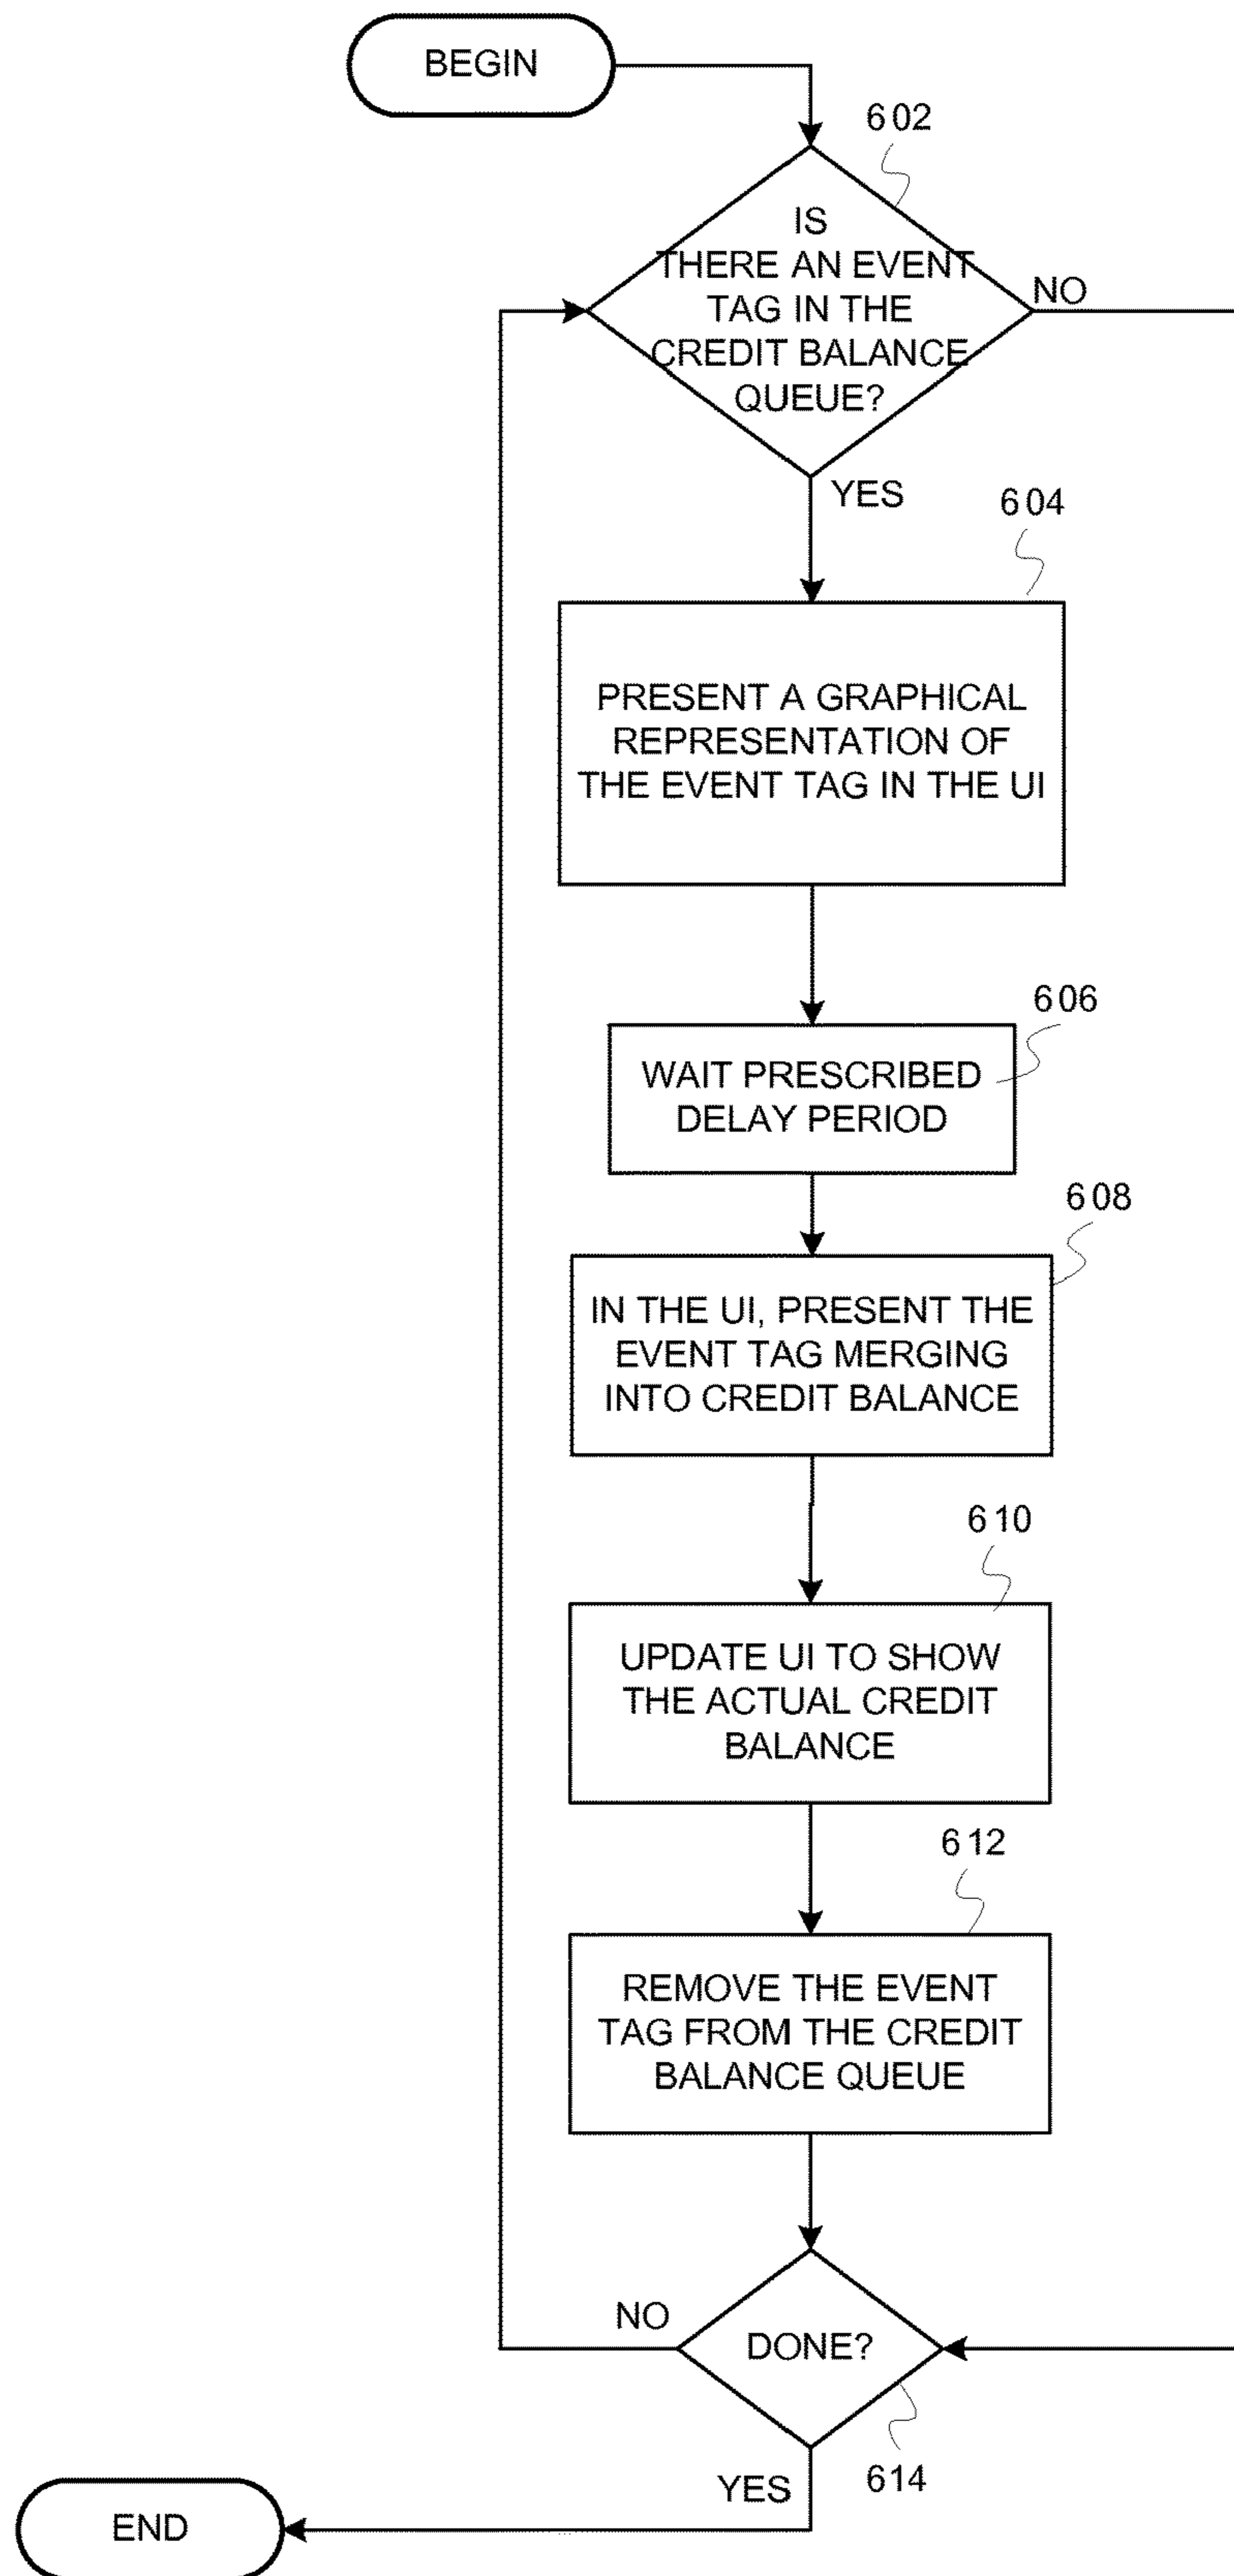 BEGIN
602
IS
THERE AN EVENT
TAG IN THE
CREDIT BALANCE
QUEUE?
NO
YES
604
PRESENT A GRAPHICAL
REPRESENTATION OF
THE EVENT TAG IN THE UI
606
WAIT PRESCRIBED
DELAY PERIOD
608
IN THE UI, PRESENT THE
EVENT TAG MERGING
INTO CREDIT BALANCE
610
UPDATE UI TO SHOW
THE ACTUAL CREDIT
BALANCE
612
REMOVE THE EVENT
TAG FROM THE CREDIT
BALANCE QUEUE
NO
DONE?
614
YES
END